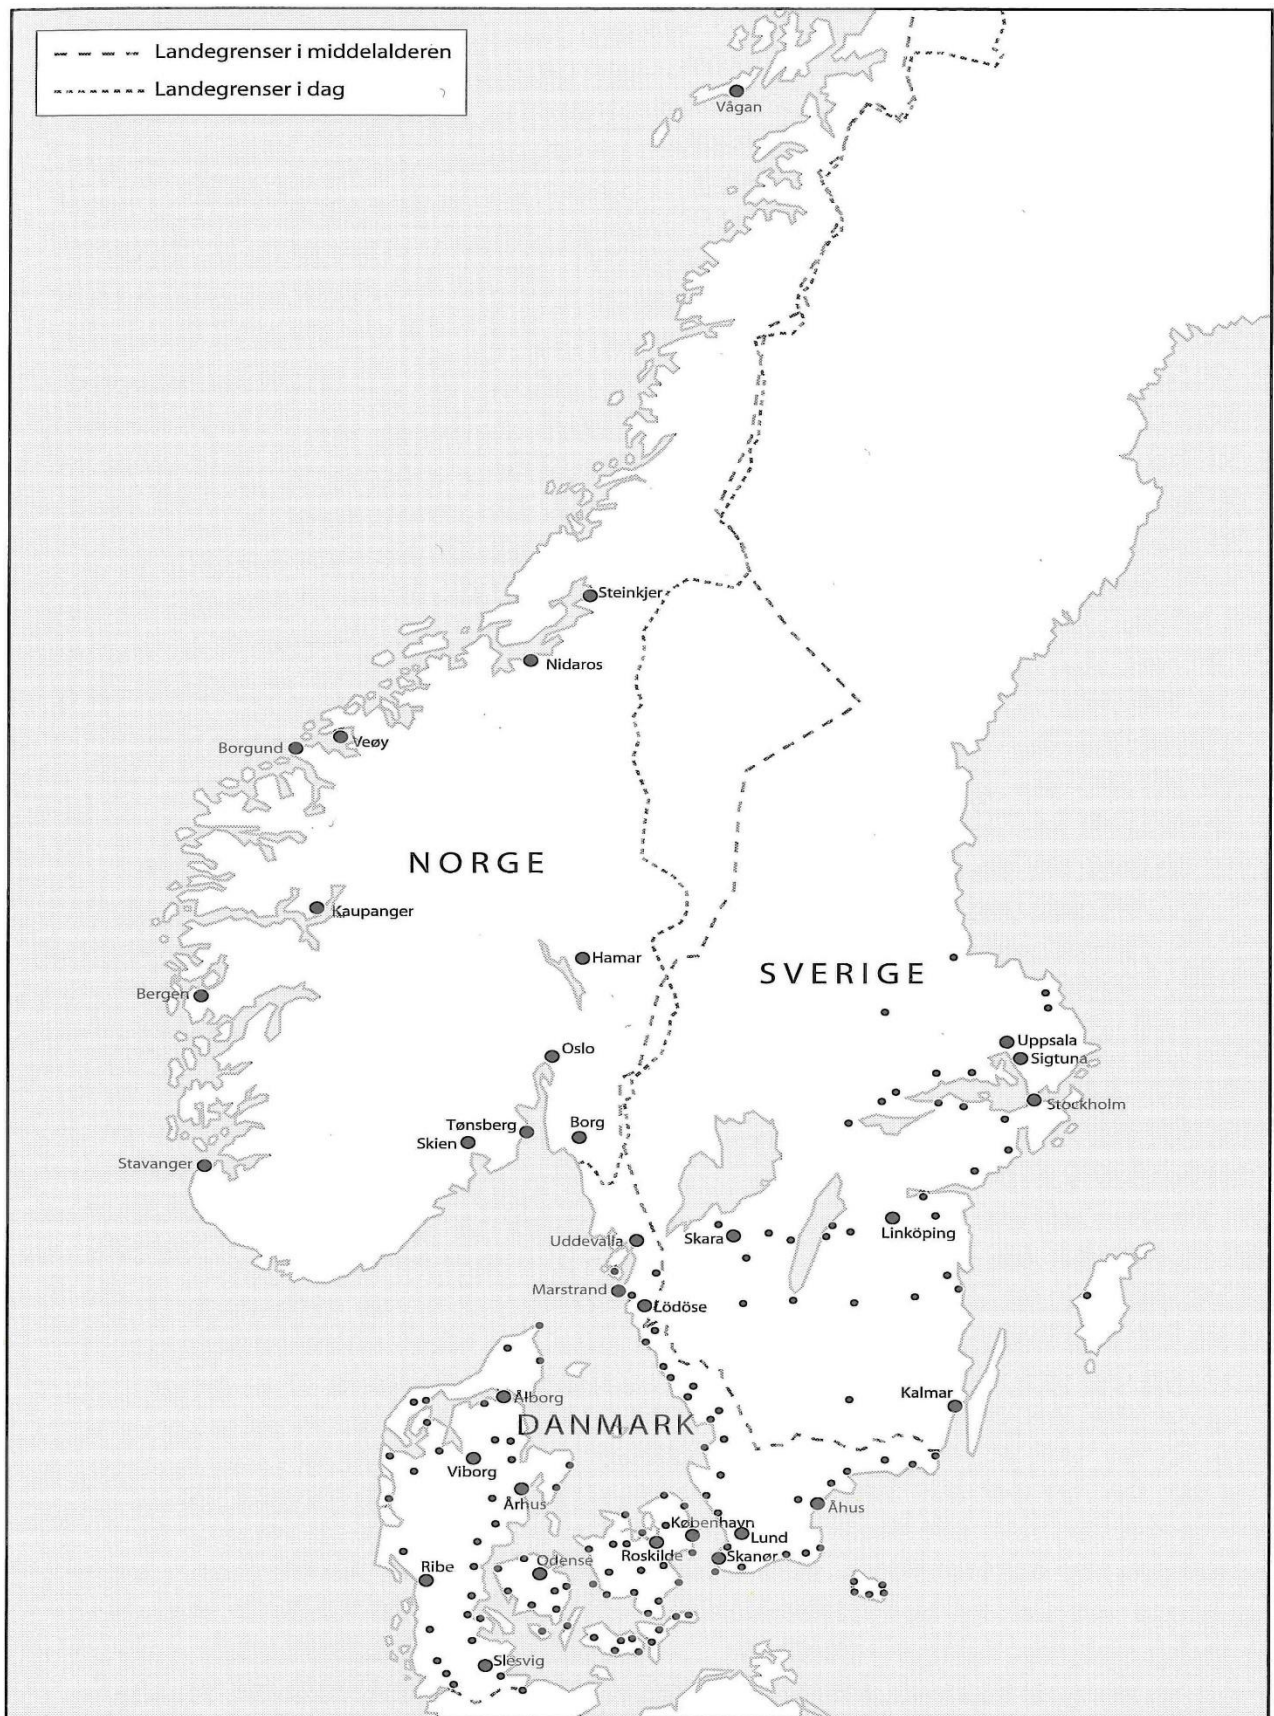 Landegrenser i middelalderen
Landegrenser i dag
Vågan
Steinkjer
Nidaros
Borgund
Veøy
NORGE
Kaupanger
Hamar
SVERIGE
Bergen
Uppsala
Oslo
Sigtuna
Stockholm
Tønsberg
Borg
Skien
Stavanger
Linköping
Uddevalla
Skara
Marstrand
Lödöse
Kalmar
Ålborg
DANMARK
Viborg
Århus
Åhus
København
Lund
Roskilde
Skanør
Ribe
Odense
Slesvig